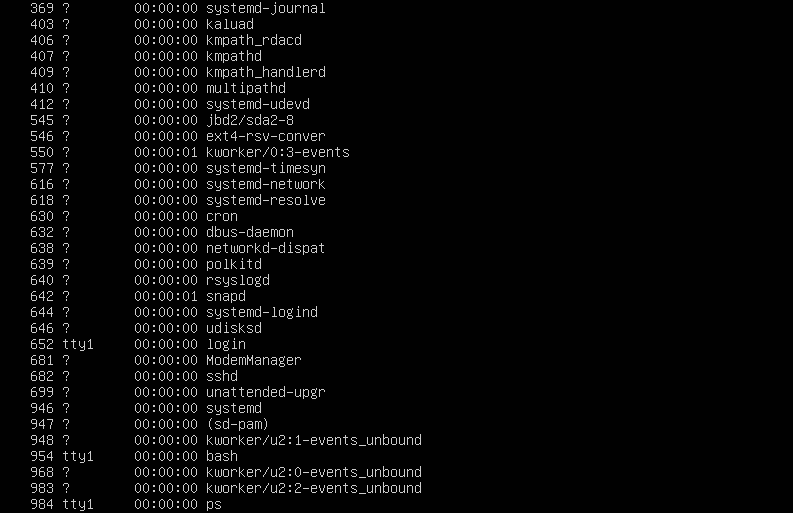 369 ? 00:00:00 systemd-journal
403 ? 00:00:00 kaluad
406 ? 00:00:00 kmpath_rdacd
407 ? 00:00:00 kmpathd
409 ? 00:00:00 kmpath_handlerd
410 ? 00:00:00 multipathd
412 ? 00:00:00 systemd-udevd
545 ? 00:00:00 jbd2/sda2-8
546 ? 00:00:00 ext4-rsv-conver
550 ? 00:00:01 kworker/0:3-events
577 ? 00:00:00 systemd-timesyn
616 ? 00:00:00 systemd-network
618 ? 00:00:00 systemd-resolve
630 ? 00:00:00 cron
632 ? 00:00:00 dbus-daemon
638 ? 00:00:00 networkd-dispat
639 ? 00:00:00 polkitd
640 ? 00:00:00 rsyslogd
642 ? 00:00:01 snapd
644 ? 00:00:00 systemd-logind
646 ? 00:00:00 udisksd
652 tty1 00:00:00 login
681 ? 00:00:00 ModemManager
682 ? 00:00:00 sshd
699 ? 00:00:00 unattended-upgr
946 ? 00:00:00 systemd
947 ? 00:00:00 (sd-pam)
948 ? 00:00:00 kworker/u2:1-events_unbound
954 tty1 00:00:00 bash
968 ? 00:00:00 kworker/u2:0-events_unbound
983 ? 00:00:00 kworker/u2:2-events_unbound
984 tty1 00:00:00 ps